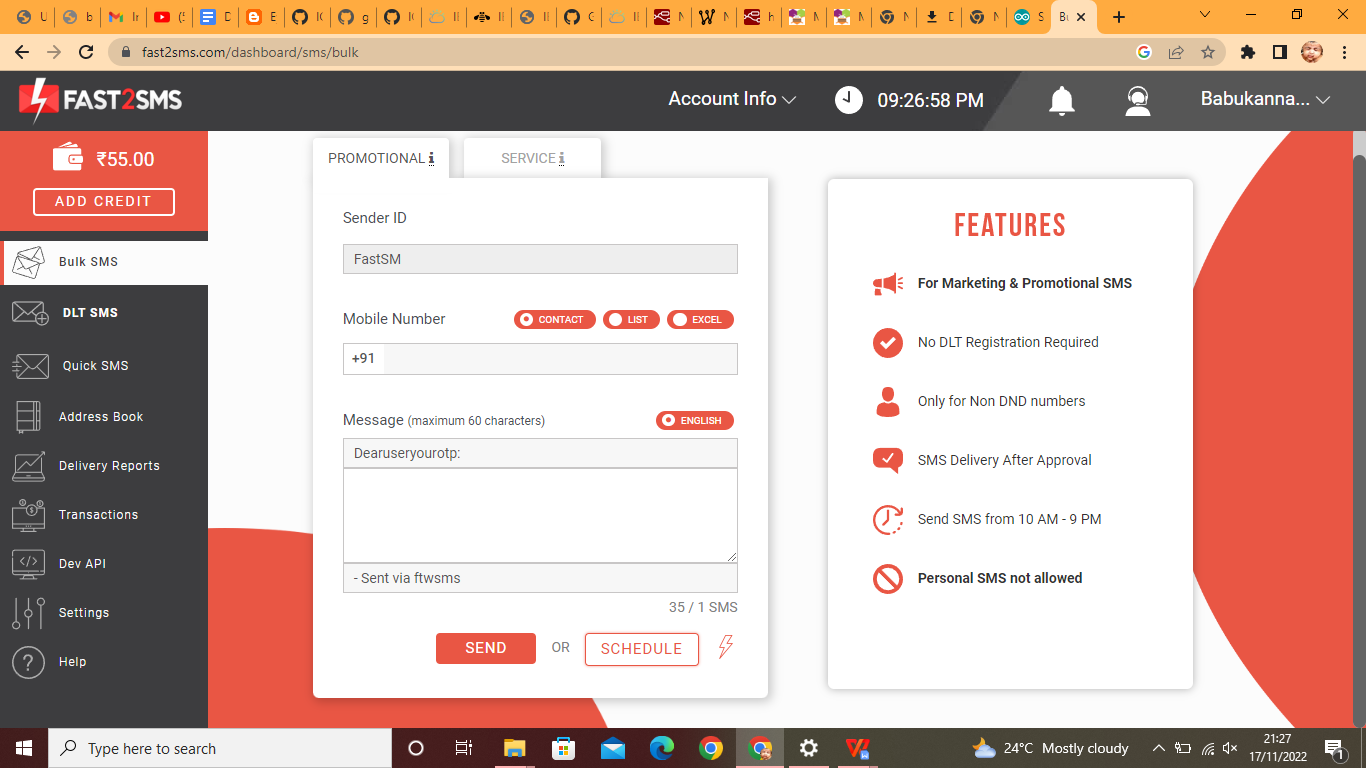 fast2sms.com/dashboard/sms/bulk
FAST2SMS
Account Info
09:26:58 PM
Babukanna...
₹55.00
ADD CREDIT
Bulk SMS
DLT SMS
Quick SMS
Address Book
Delivery Reports
Transactions
Dev API
Settings
Help
PROMOTIONAL i
SERVICE i
Sender ID
FastSM
Mobile Number
CONTACT
LIST
EXCEL
+91
Message (maximum 60 characters)
ENGLISH
Dearuseryourotp:
- Sent via ftwsms
35 / 1 SMS
SEND
OR
SCHEDULE
FEATURES
For Marketing & Promotional SMS
No DLT Registration Required
Only for Non DND numbers
SMS Delivery After Approval
Send SMS from 10 AM - 9 PM
Personal SMS not allowed
Type here to search
24°C Mostly cloudy
21:27
17/11/2022
1